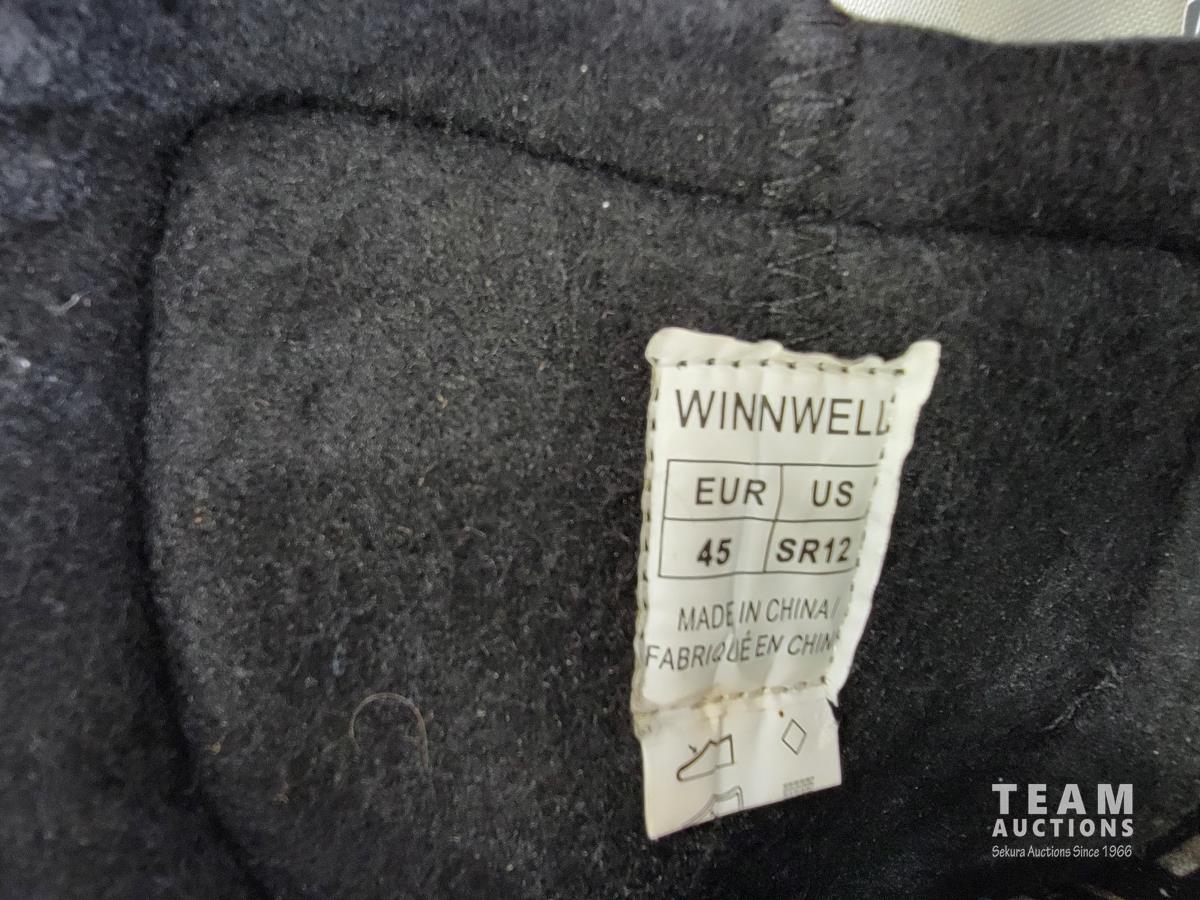 WINNWELL
EUR US
45 SR12
MADE IN CHINA/
FABRIQUÉ EN CHIN
TEAM
AUCTIONS
Sekura Auctions Since 1966